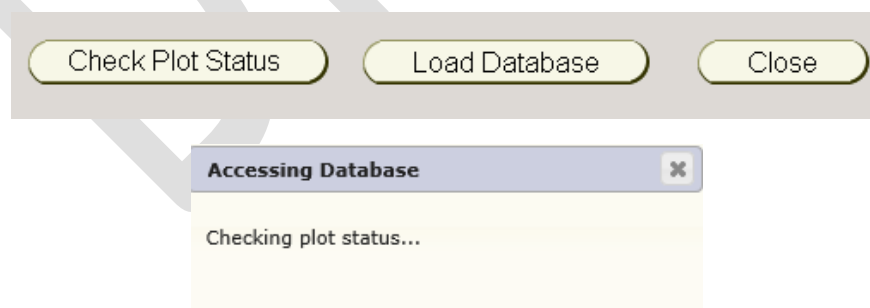 Check Plot Status Load Database Close
Accessing Database
Checking plot status...